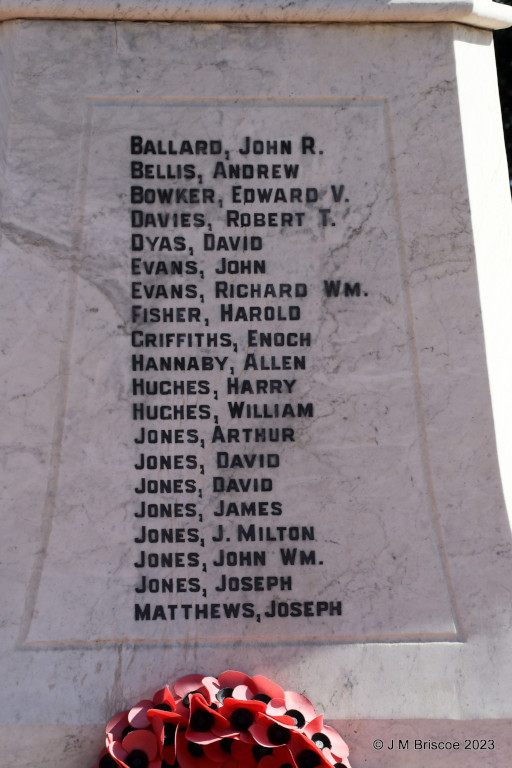 BALLARD, JOHN R.
BELLIS, ANDREW
BOWKER, EDWARD V.
DAVIES, ROBERT T.
DYAS, DAVID
EVANS, JOHN
EVANS, RICHARD WM.
FISHER, HAROLD
GRIFFITHS, ENOCH
HANNABY, ALLEN
HUGHES, HARRY
HUGHES, WILLIAM
JONES, ARTHUR
JONES, DAVID
JONES, DAVID
JONES, JAMES
JONES, J. MILTON
JONES, JOHN WM.
JONES, JOSEPH
MATTHEWS, JOSEPH
© J M Briscoe 2023